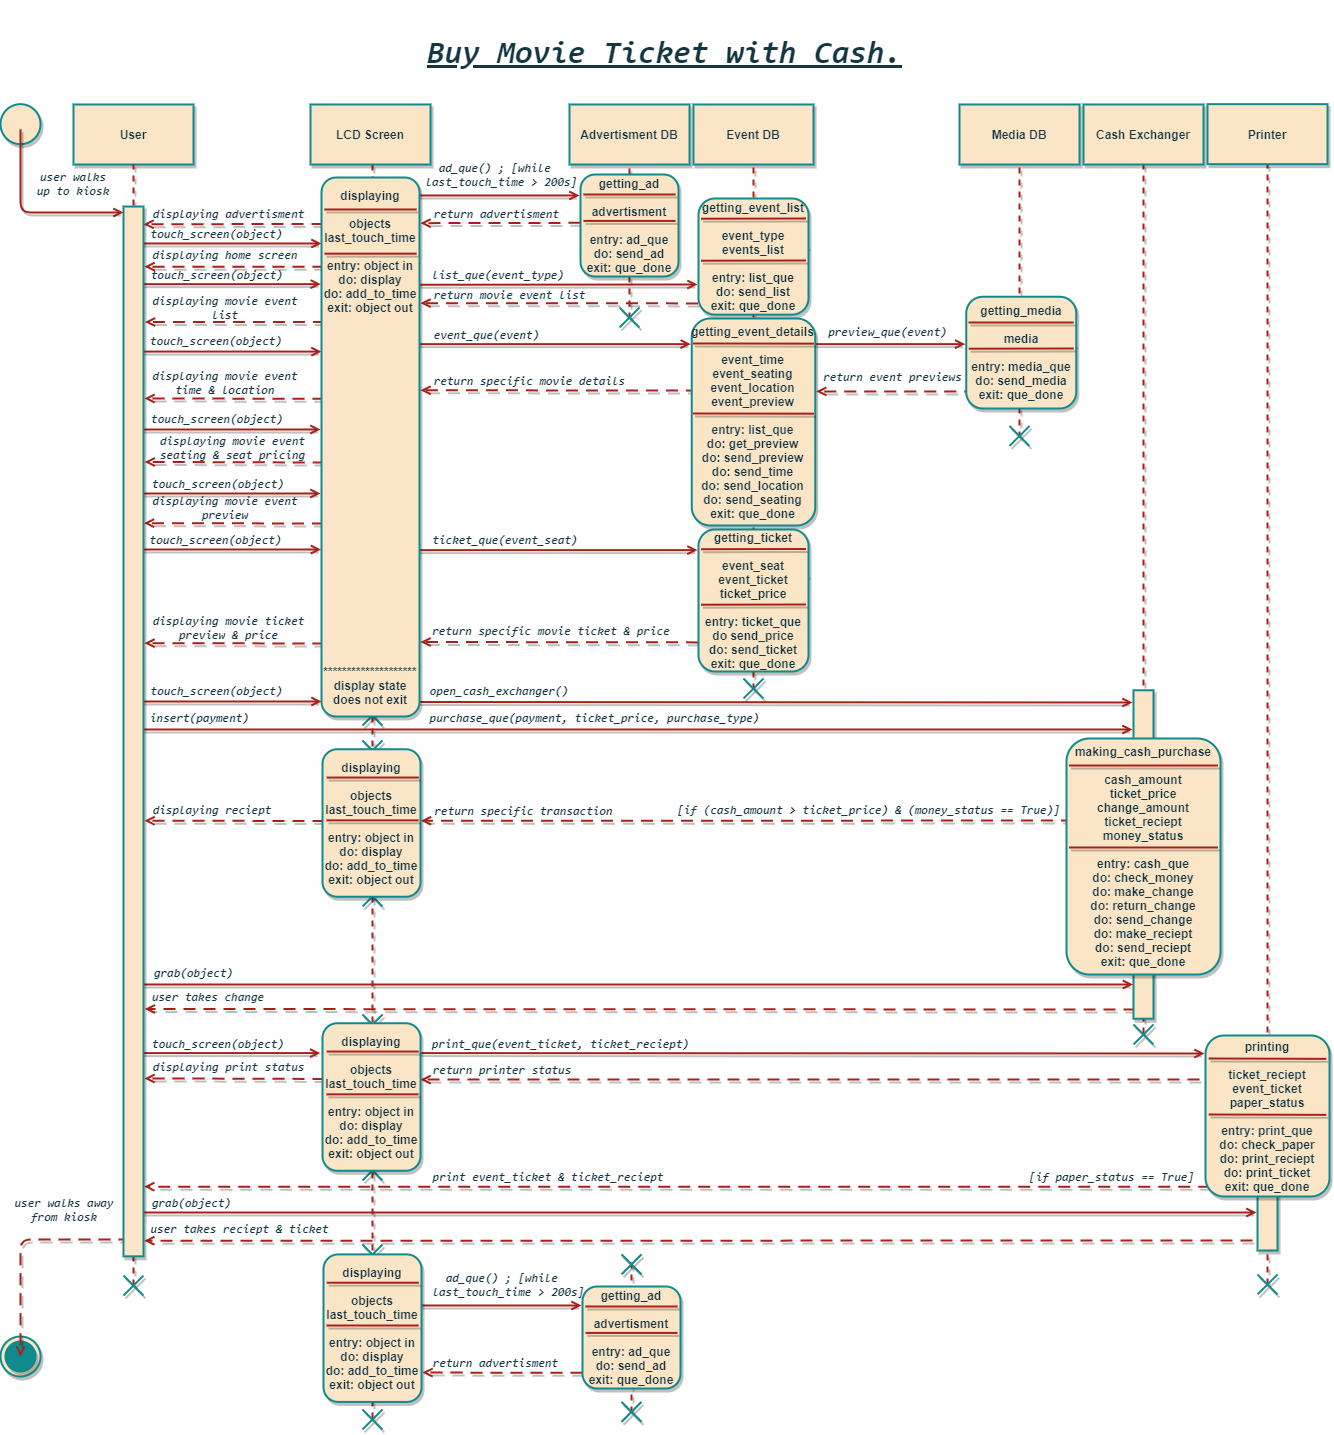 Buy Movie Ticket with Cash.
User
LCD Screen
Advertisment DB
Event DB
Media DB
Cash Exchanger
Printer
user walks
up to kiosk
displaying
objects
last_touch_time
entry: object in
do: display
do: add_to_time
exit: object out
*******************
display state
does not exit
ad_que() ; [while
last_touch_time > 200s]
getting_ad
advertisment
entry: ad_que
do: send_ad
exit: que_done
displaying advertisment
return advertisment
touch_screen(object)
displaying home screen
touch_screen(object)
list_que(event_type)
getting_event_list
event_type
events_list
entry: list_que
do: send_list
exit: que_done
return movie event list
displaying movie event
list
touch_screen(object)
event_que(event)
getting_event_details
event_time
event_seating
event_location
event_preview
entry: list_que
do: get_preview
do: send_preview
do: send_time
do: send_location
do: send_seating
exit: que_done
preview_que(event)
getting_media
media
entry: media_que
do: send_media
exit: que_done
return event previews
return specific movie details
displaying movie event
time & location
touch_screen(object)
displaying movie event
seating & seat pricing
touch_screen(object)
displaying movie event
preview
touch_screen(object)
ticket_que(event_seat)
getting_ticket
event_seat
event_ticket
ticket_price
entry: ticket_que
do send_price
do: send_ticket
exit: que_done
displaying movie ticket
preview & price
return specific movie ticket & price
touch_screen(object)
open_cash_exchanger()
insert(payment)
purchase_que(payment, ticket_price, purchase_type)
making_cash_purchase
cash_amount
ticket_price
change_amount
ticket_reciept
money_status
entry: cash_que
do: check_money
do: make_change
do: return_change
do: send_change
do: make_reciept
do: send_reciept
exit: que_done
displaying
objects
last_touch_time
entry: object in
do: display
do: add_to_time
exit: object out
displaying reciept
return specific transaction
[if (cash_amount > ticket_price) & (money_status == True)]
grab(object)
user takes change
displaying
objects
last_touch_time
entry: object in
do: display
do: add_to_time
exit: object out
touch_screen(object)
print_que(event_ticket, ticket_reciept)
displaying print status
return printer status
printing
ticket_reciept
event_ticket
paper_status
entry: print_que
do: check_paper
do: print_reciept
do: print_ticket
exit: que_done
print event_ticket & ticket_reciept
[if paper_status == True]
user walks away
from kiosk
grab(object)
user takes reciept & ticket
displaying
objects
last_touch_time
entry: object in
do: display
do: add_to_time
exit: object out
ad_que() ; [while
last_touch_time > 200s]
getting_ad
advertisment
entry: ad_que
do: send_ad
exit: que_done
return advertisment